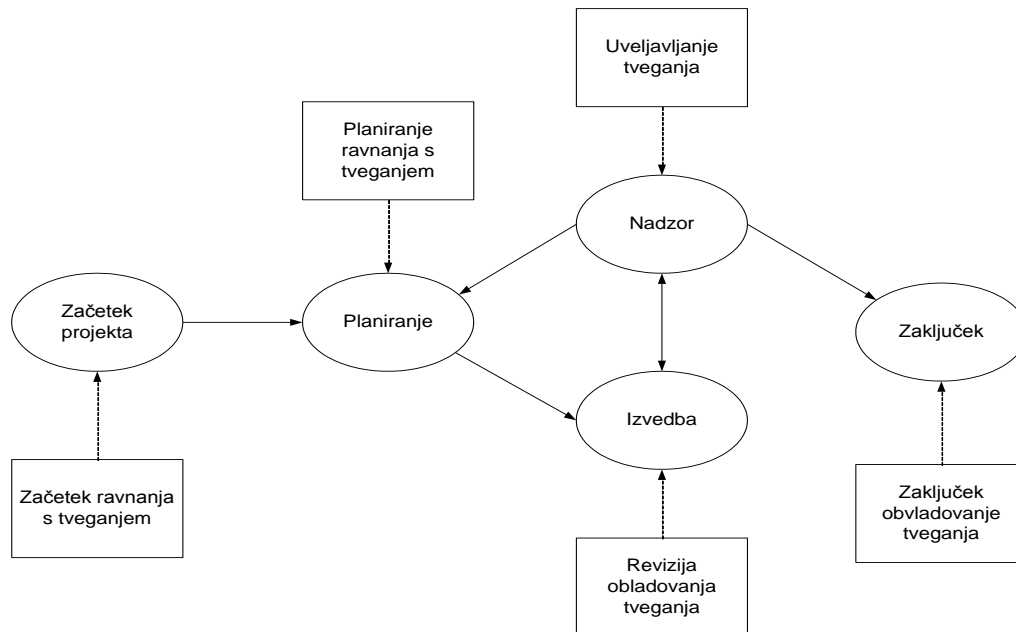 Uveljavljanje
tveganja
Planiranje
ravnanja s
tveganjem
Nadzor
Začetek
projekta
Planiranje
Zaključek
Izvedba
Začetek ravnanja
s tveganjem
Zaključek
obvladovanje
tveganja
Revizija
obladovanja
tveganja